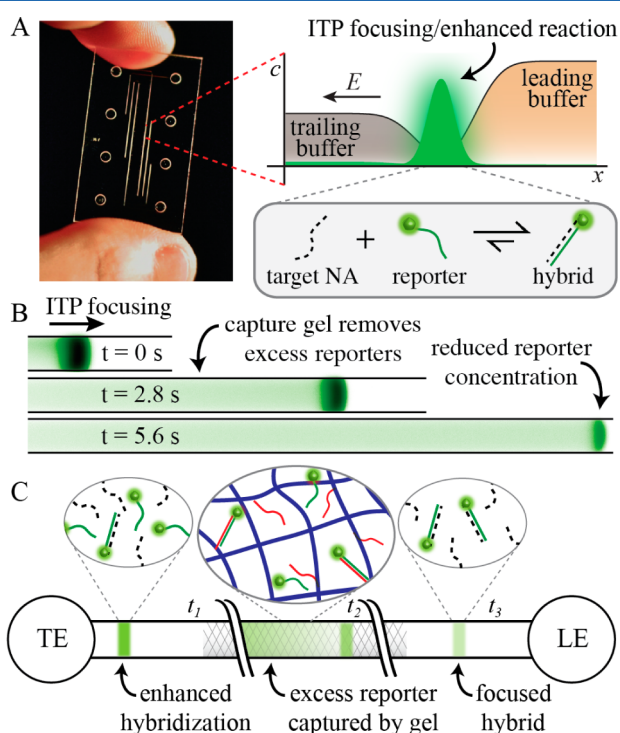 A
ITP focusing/enhanced reaction
c
E
leading
buffer
trailing
buffer
x
target NA
+
reporter
hybrid
B
ITP focusing
capture gel removes
excess reporters
reduced reporter
concentration
t = 0 s
t = 2.8 s
t = 5.6 s
C
t1
t2
t3
TE
LE
enhanced
hybridization
excess reporter
captured by gel
focused
hybrid